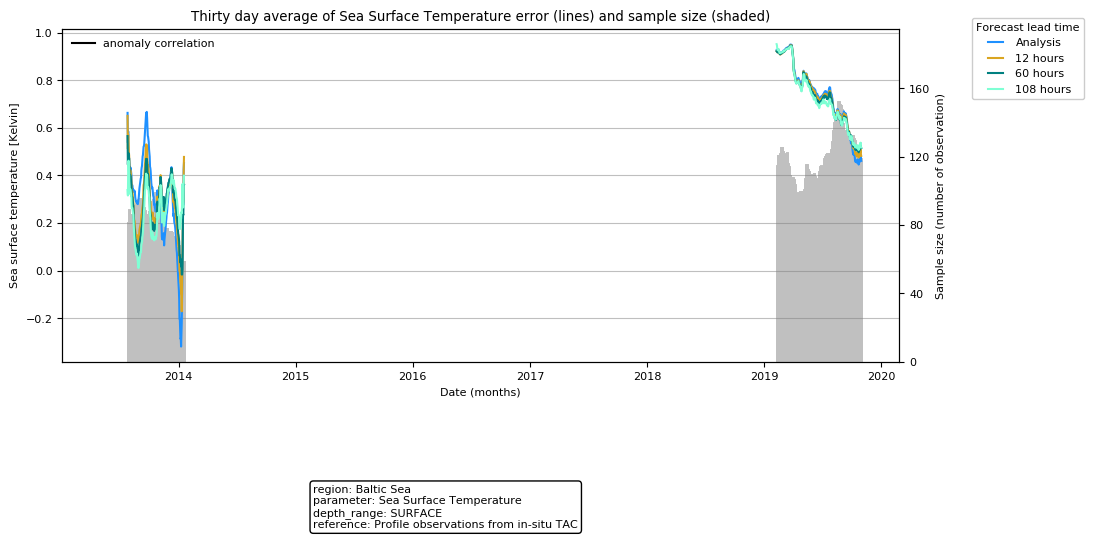 Thirty day average of Sea Surface Temperature error (lines) and sample size (shaded)
Forecast lead time
Analysis
12 hours
60 hours
108 hours
anomaly correlation
Sea surface temperature [Kelvin]
1.0
0.8
0.6
0.4
0.2
0.0
−0.2
Sample size (number of observation)
160
120
80
40
0
2014 2015 2016 2017 2018 2019 2020
Date (months)
region: Baltic Sea
parameter: Sea Surface Temperature
depth_range: SURFACE
reference: Profile observations from in-situ TAC